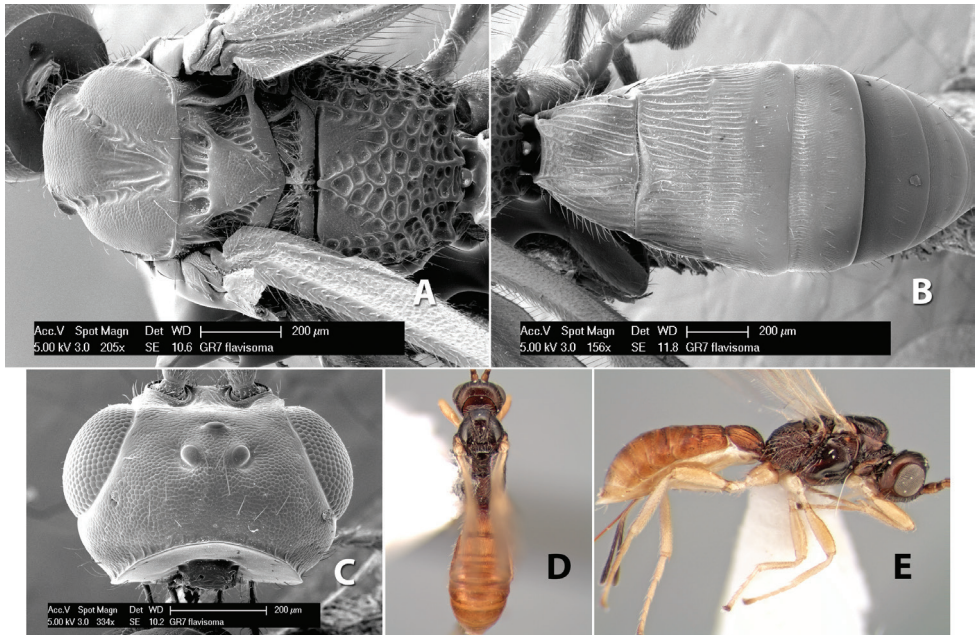 A
Acc.V Spot Magn Det WD 200 µm
5.00 kV 3.0 205x SE 10.6 GR7 flavisoma
B
Acc.V Spot Magn Det WD 200 µm
5.00 kV 3.0 156x SE 11.8 GR7 flavisoma
C
Acc.V Spot Magn Det WD 200 µm
5.00 kV 3.0 334x SE 10.2 GR7 flavisoma
D
E